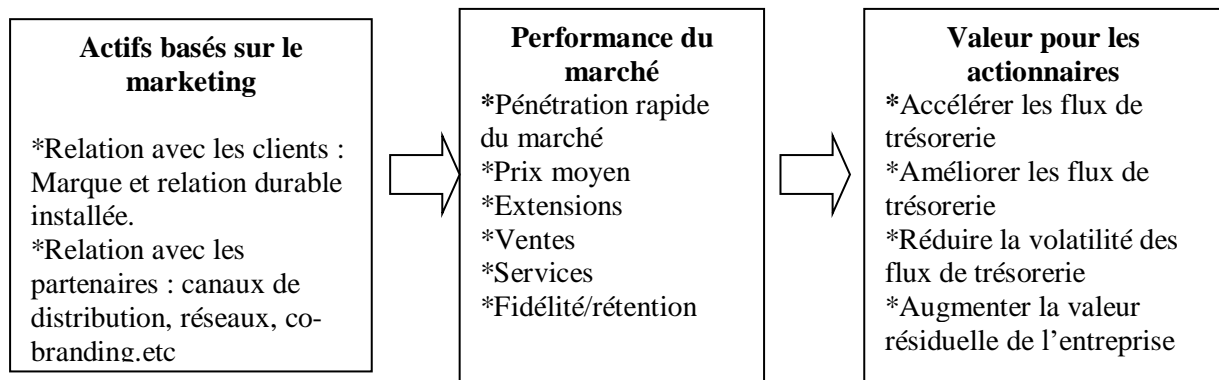 Actifs basés sur le
marketing
*Relation avec les clients :
Marque et relation durable
installée.
*Relation avec les
partenaires : canaux de
distribution, réseaux, co-
branding.etc
Performance du
marché
*Pénétration rapide
du marché
*Prix moyen
*Extensions
*Ventes
*Services
*Fidélité/rétention
Valeur pour les
actionnaires
*Accélérer les flux de
trésorerie
*Améliorer les flux de
trésorerie
*Réduire la volatilité des
flux de trésorerie
*Augmenter la valeur
résiduelle de l’entreprise